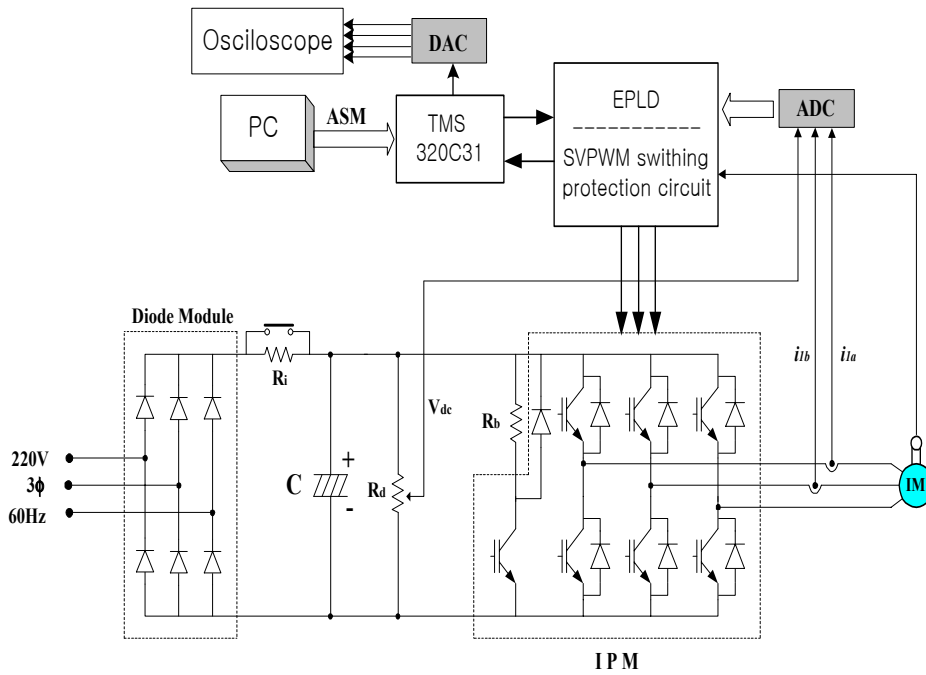 Osciloscope
DAC
PC
ASM
TMS
320C31
EPLD
SVPWM swithing
protection circuit
ADC
Diode Module
Ri
Vdc
Rb
i1b
i1a
220V
3ϕ
60Hz
C
+
-
Rd
IM
I P M